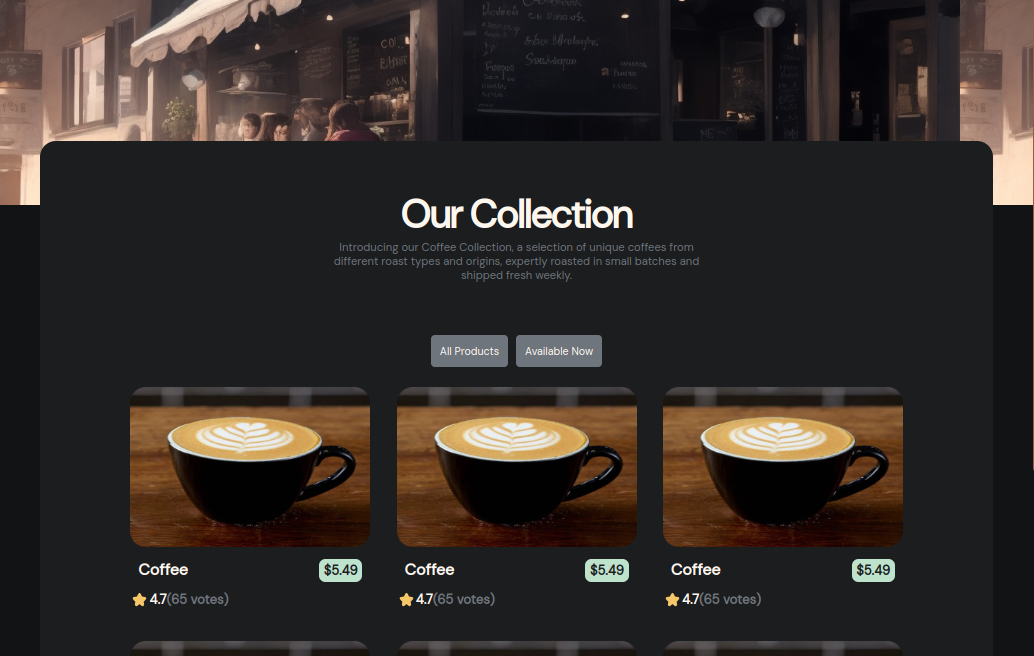 Our Collection
Introducing our Coffee Collection, a selection of unique coffees from
different roast types and origins, expertly roasted in small batches and
shipped fresh weekly.
All Products
Available Now
Coffee
$5.49
Coffee
$5.49
Coffee
$5.49
4.7(65 votes)
4.7(65 votes)
4.7(65 votes)